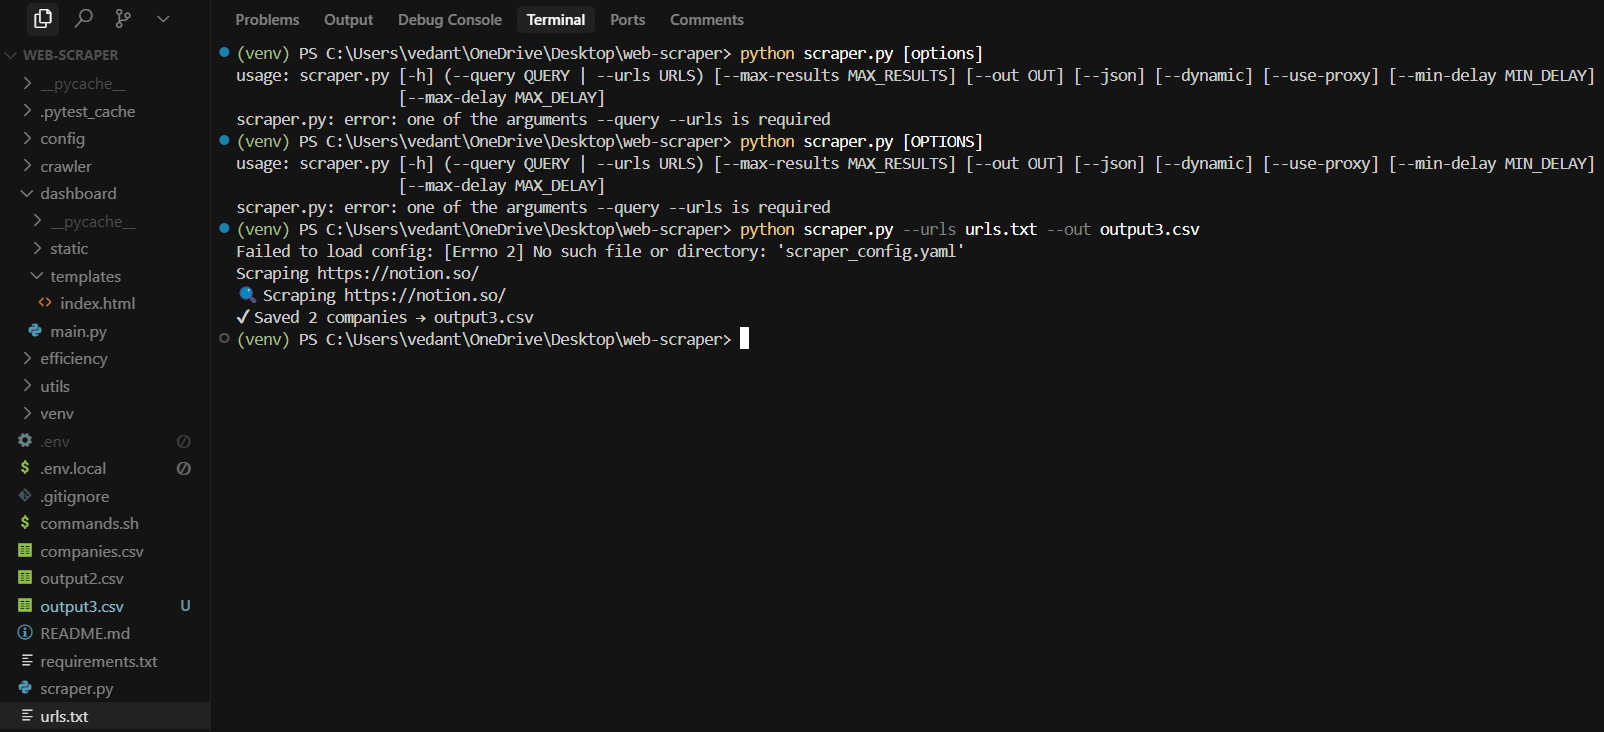 Problems Output Debug Console Terminal Ports Comments
WEB-SCRAPER
__pycache__
.pytest_cache
config
crawler
dashboard
__pycache__
static
templates
<> index.html
main.py
efficiency
utils
venv
.env
$ .env.local
.gitignore
$ commands.sh
companies.csv
output2.csv
output3.csv U
README.md
requirements.txt
scraper.py
urls.txt
(venv) PS C:\Users\vedant\OneDrive\Desktop\web-scraper> python scraper.py [options]
usage: scraper.py [-h] (--query QUERY | --urls URLS) [--max-results MAX_RESULTS] [--out OUT] [--json] [--dynamic] [--use-proxy] [--min-delay MIN_DELAY]
[--max-delay MAX_DELAY]
scraper.py: error: one of the arguments --query --urls is required
(venv) PS C:\Users\vedant\OneDrive\Desktop\web-scraper> python scraper.py [OPTIONS]
usage: scraper.py [-h] (--query QUERY | --urls URLS) [--max-results MAX_RESULTS] [--out OUT] [--json] [--dynamic] [--use-proxy] [--min-delay MIN_DELAY]
[--max-delay MAX_DELAY]
scraper.py: error: one of the arguments --query --urls is required
(venv) PS C:\Users\vedant\OneDrive\Desktop\web-scraper> python scraper.py --urls urls.txt --out output3.csv
Failed to load config: [Errno 2] No such file or directory: 'scraper_config.yaml'
Scraping https://notion.so/
🔍 Scraping https://notion.so/
✓ Saved 2 companies → output3.csv
(venv) PS C:\Users\vedant\OneDrive\Desktop\web-scraper>